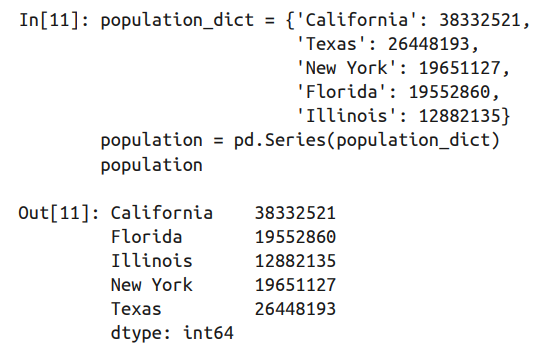 In[11]: population_dict = {'California': 38332521,
                           'Texas': 26448193,
                           'New York': 19651127,
                           'Florida': 19552860,
                           'Illinois': 12882135}
        population = pd.Series(population_dict)
        population
Out[11]: California    38332521
         Florida       19552860
         Illinois      12882135
         New York      19651127
         Texas         26448193
         dtype: int64